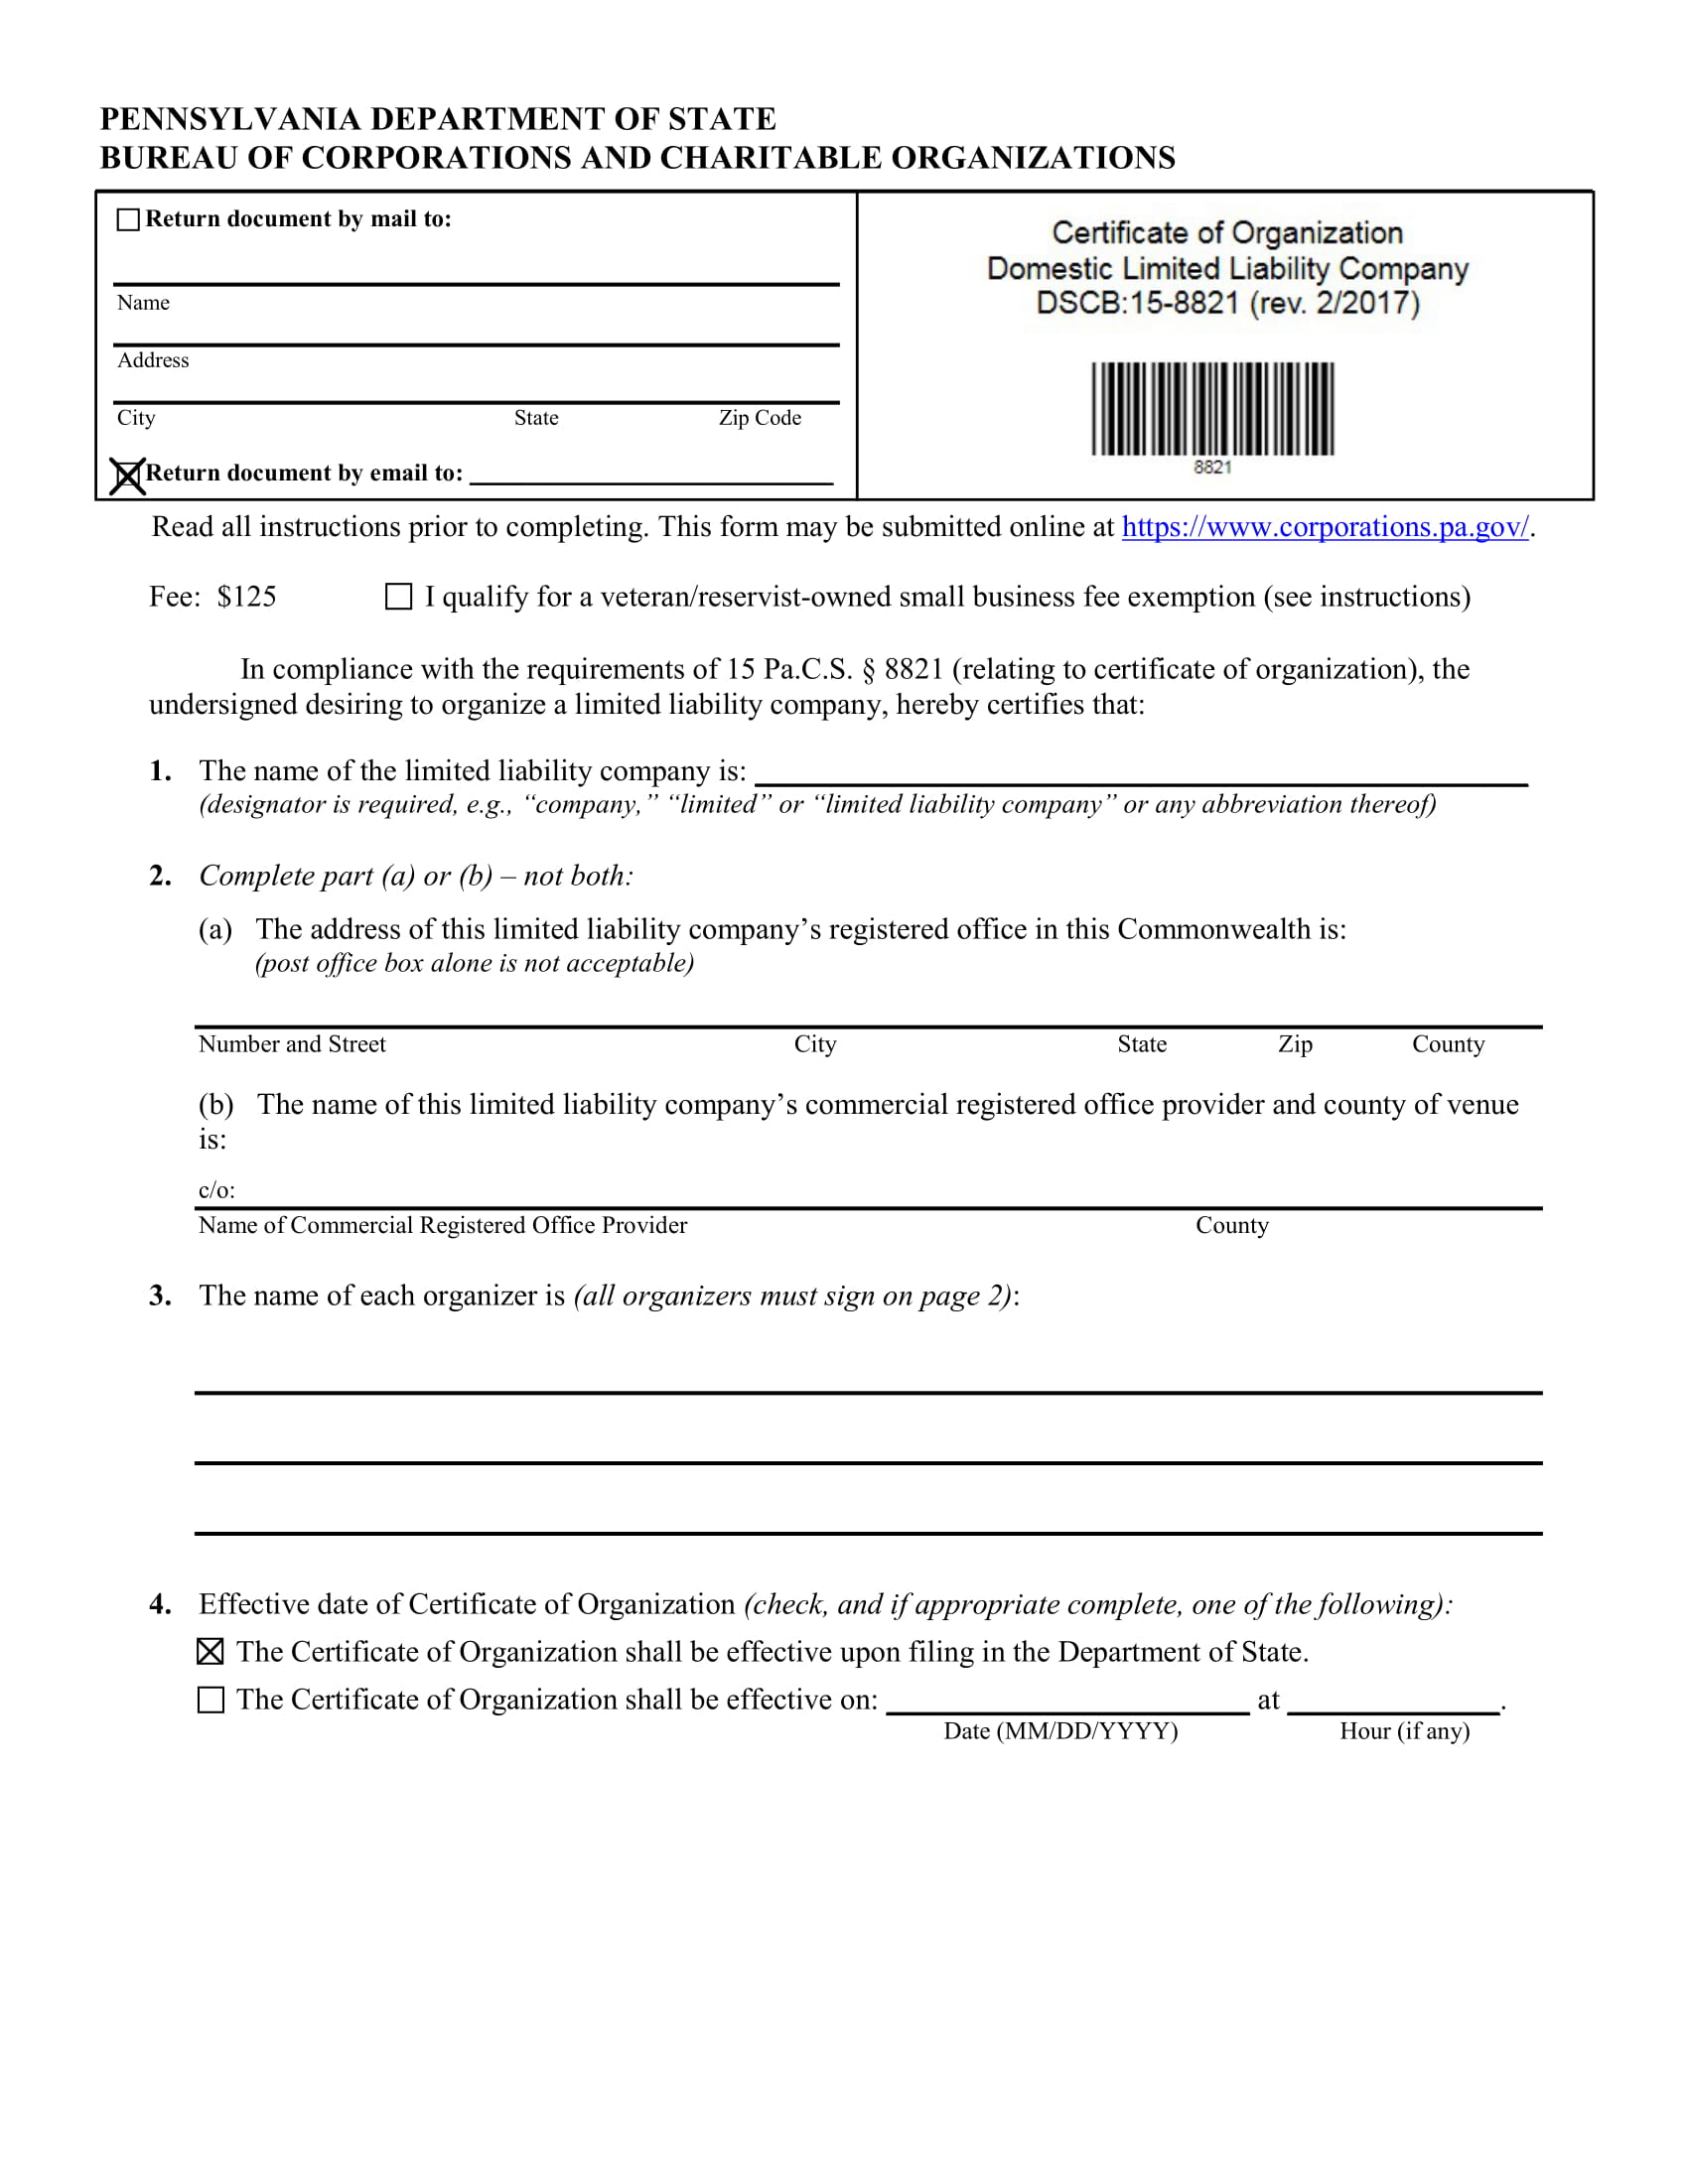 PENNSYLVANIA DEPARTMENT OF STATE
BUREAU OF CORPORATIONS AND CHARITABLE ORGANIZATIONS
Return document by mail to:
Name
Address
City State Zip Code
Return document by email to:
Certificate of Organization
Domestic Limited Liability Company
DSCB:15-8821 (rev. 2/2017)
8821
Read all instructions prior to completing. This form may be submitted online at https://www.corporations.pa.gov/.
Fee: $125 I qualify for a veteran/reservist-owned small business fee exemption (see instructions)
In compliance with the requirements of 15 Pa.C.S. § 8821 (relating to certificate of organization), the
undersigned desiring to organize a limited liability company, hereby certifies that:
1. The name of the limited liability company is:
(designator is required, e.g., “company,” “limited” or “limited liability company” or any abbreviation thereof)
2. Complete part (a) or (b) – not both:
(a) The address of this limited liability company’s registered office in this Commonwealth is:
(post office box alone is not acceptable)
Number and Street City State Zip County
(b) The name of this limited liability company’s commercial registered office provider and county of venue
is:
c/o:
Name of Commercial Registered Office Provider County
3. The name of each organizer is (all organizers must sign on page 2):
4. Effective date of Certificate of Organization (check, and if appropriate complete, one of the following):
The Certificate of Organization shall be effective upon filing in the Department of State.
The Certificate of Organization shall be effective on: at .
Date (MM/DD/YYYY) Hour (if any)